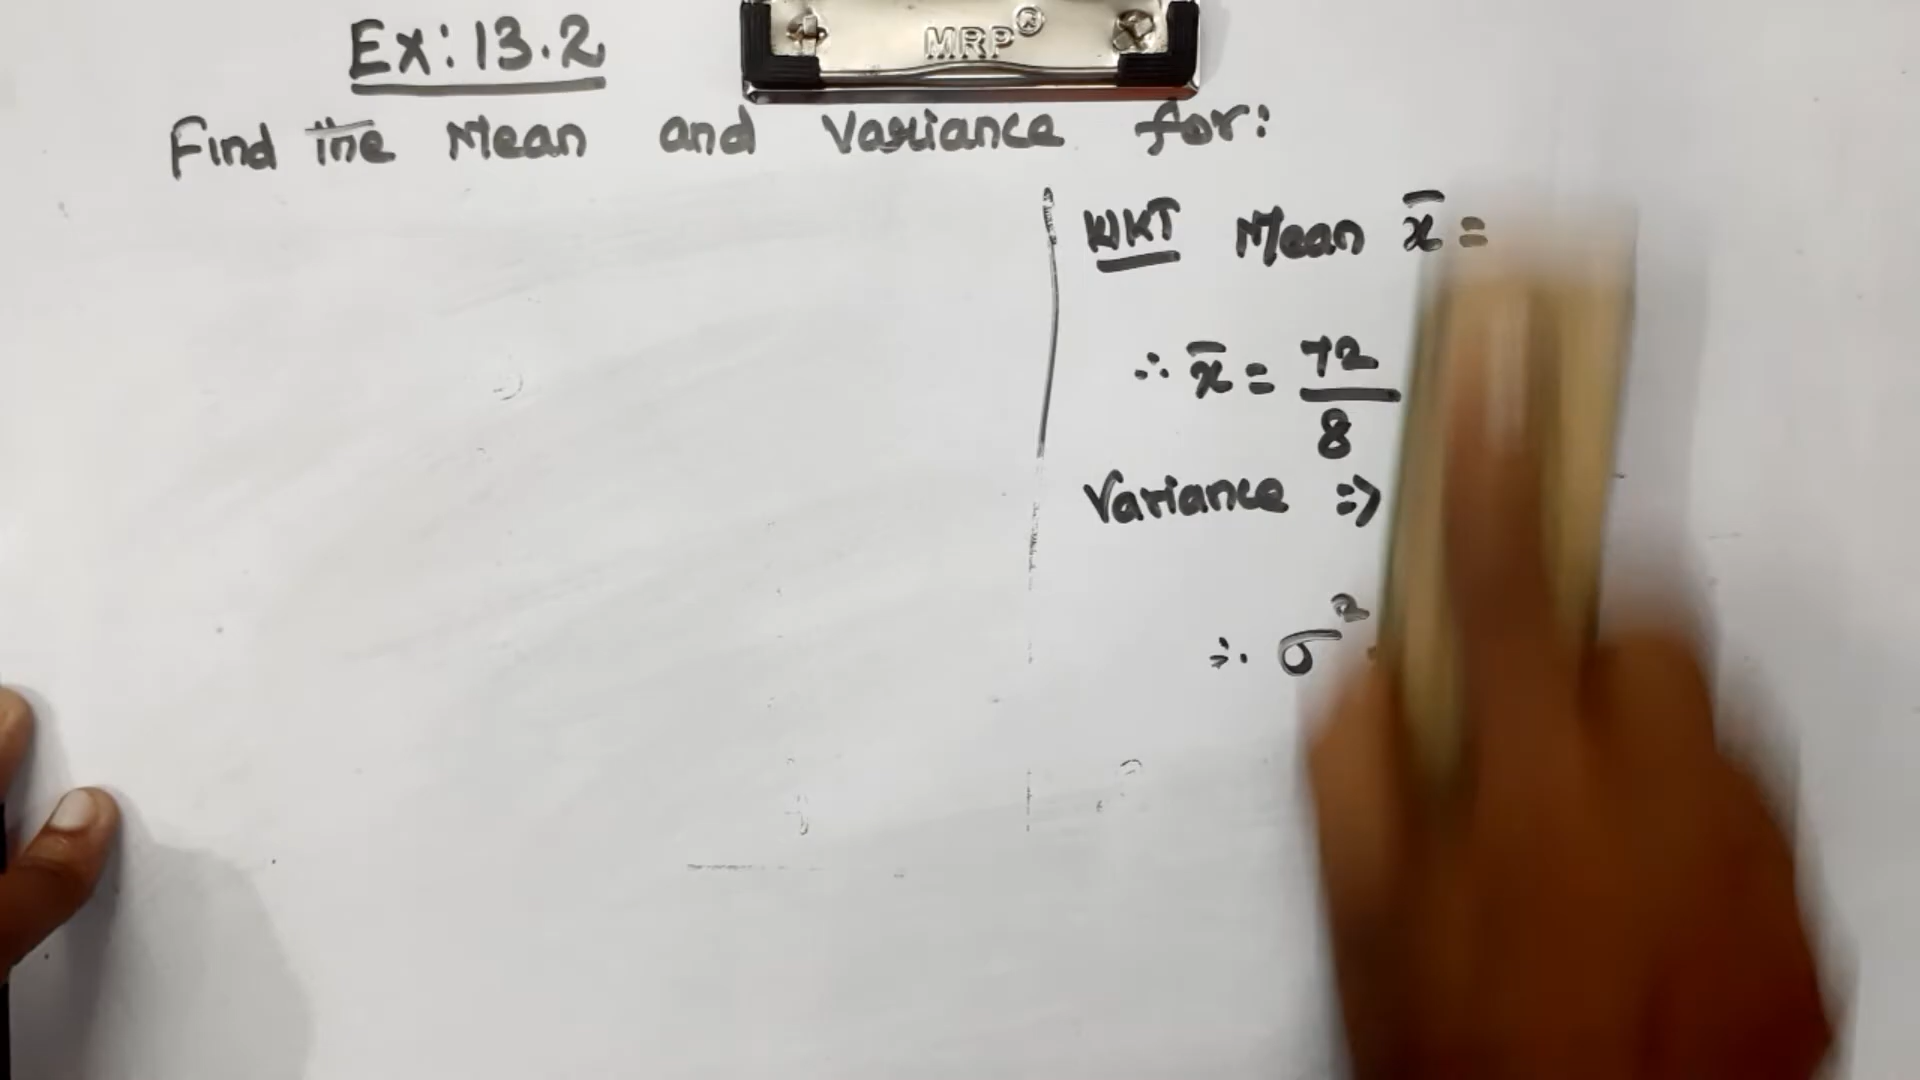 MRP®
Ex: 13.2
Find the Mean and Variance for:
WKT Mean x̄ =
∴ x̄ = 72/8
Variance ⇒
∴ σ²